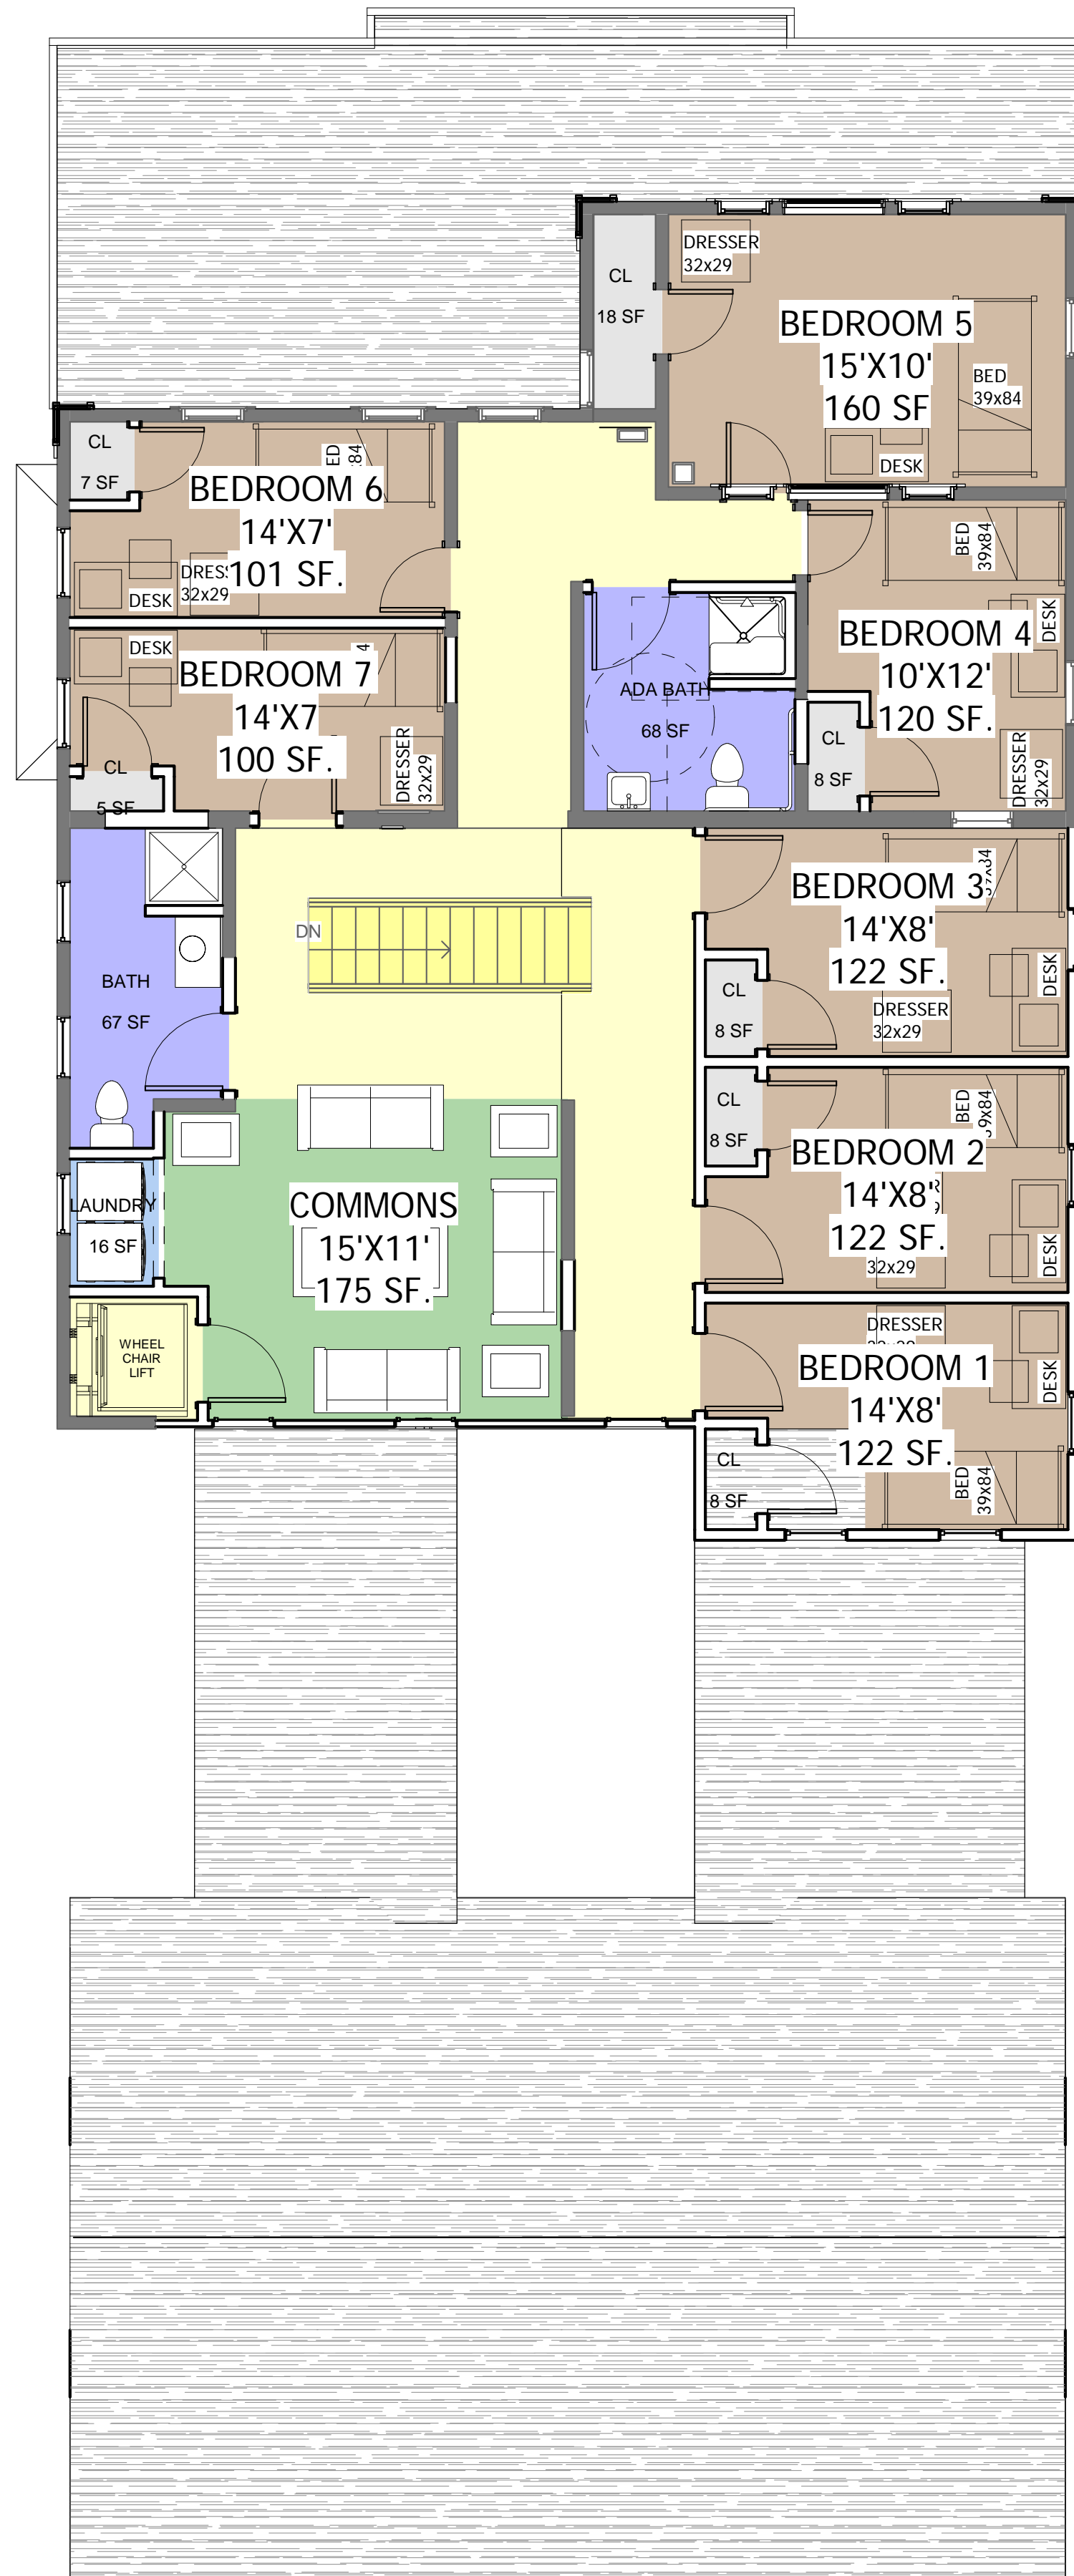 DRESSER
32x29
CL
18 SF
BEDROOM 5
15'X10'
160 SF
BED
39x84
DESK
CL
7 SF
BED
BEDROOM 6
14'X7'
101 SF.
32x29
DESK
BED
39x84
DESK
BEDROOM 4
10'X12'
120 SF.
DESK
BEDROOM 7
14'X7'
100 SF.
DRESSER
32x29
CL
5 SF
ADA BATH
68 SF
CL
8 SF
DRESSER
32x29
BEDROOM 3
14'X8'
122 SF.
DN
CL
8 SF
DRESSER
32x29
DESK
BATH
67 SF
CL
8 SF
BED
39x84
BEDROOM 2
14'X8'
122 SF.
32x29
DESK
LAUNDRY
16 SF
COMMONS
15'X11'
175 SF.
WHEEL
CHAIR
LIFT
DRESSER
BEDROOM 1
14'X8'
122 SF.
DESK
CL
8 SF
BED
39x84